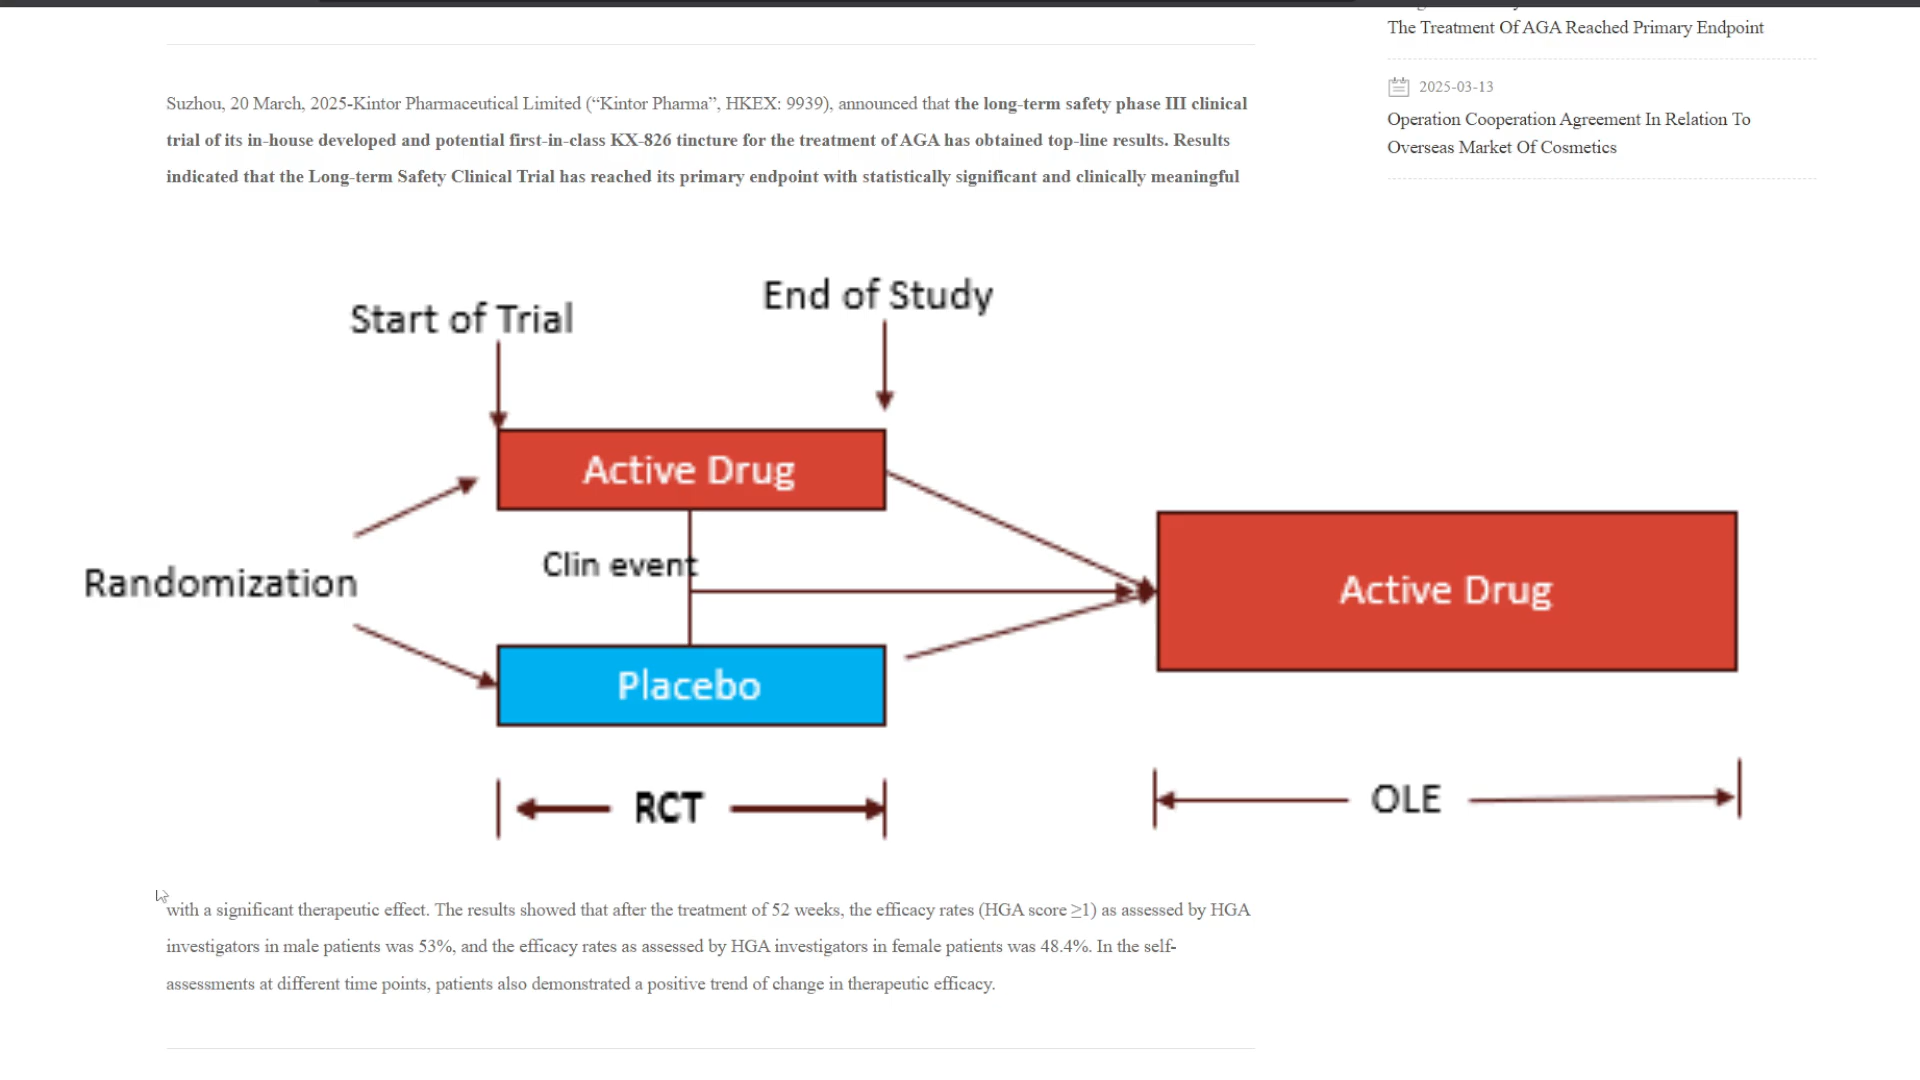 The Treatment Of AGA Reached Primary Endpoint
2025-03-13
Operation Cooperation Agreement In Relation To
Overseas Market Of Cosmetics
Suzhou, 20 March, 2025-Kintor Pharmaceutical Limited (“Kintor Pharma”, HKEX: 9939), announced that the long-term safety phase III clinical
trial of its in-house developed and potential first-in-class KX-826 tincture for the treatment of AGA has obtained top-line results. Results
indicated that the Long-term Safety Clinical Trial has reached its primary endpoint with statistically significant and clinically meaningful
Start of Trial
End of Study
Active Drug
Clin event
Randomization
Active Drug
Placebo
RCT
OLE
with a significant therapeutic effect. The results showed that after the treatment of 52 weeks, the efficacy rates (HGA score ≥1) as assessed by HGA
investigators in male patients was 53%, and the efficacy rates as assessed by HGA investigators in female patients was 48.4%. In the self-
assessments at different time points, patients also demonstrated a positive trend of change in therapeutic efficacy.